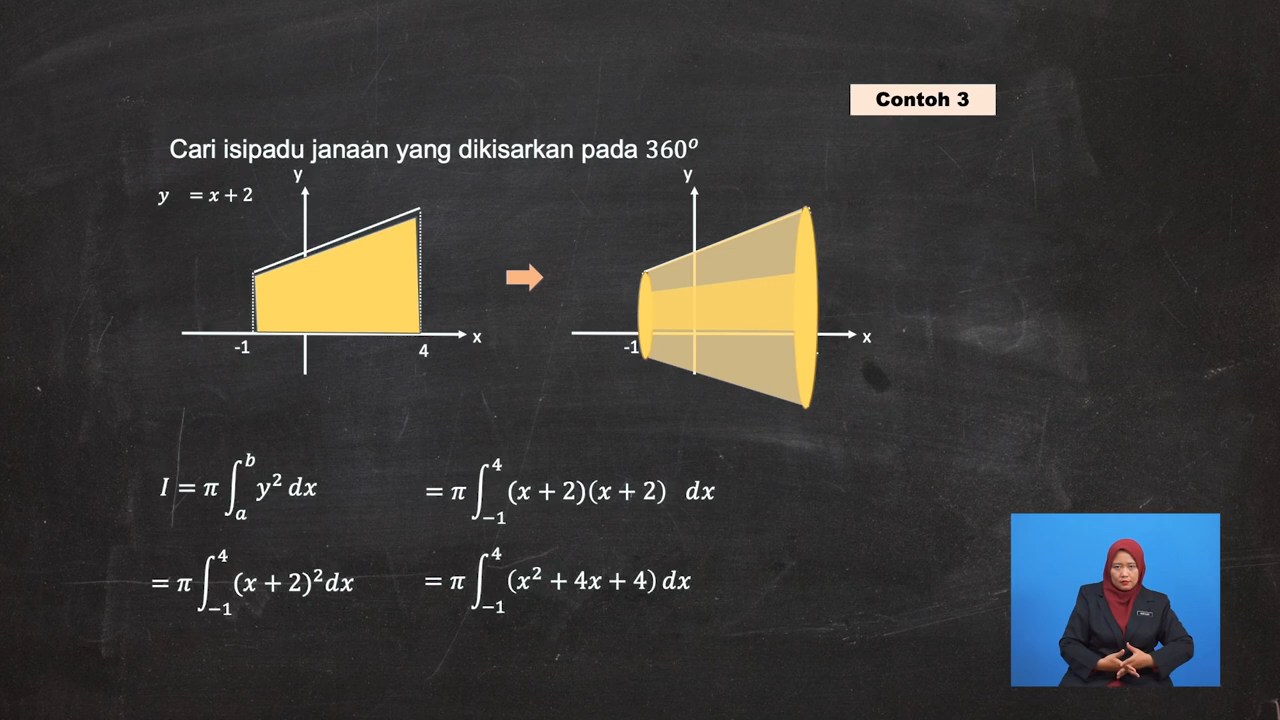 Contoh 3
Cari isipadu janaan yang dikisarkan pada 360°
y = x + 2
y
x
-1
4
y
x
-1
I = π ∫_a^b y² dx
= π ∫_{-1}^4 (x + 2)² dx
= π ∫_{-1}^4 (x + 2)(x + 2) dx
= π ∫_{-1}^4 (x² + 4x + 4) dx